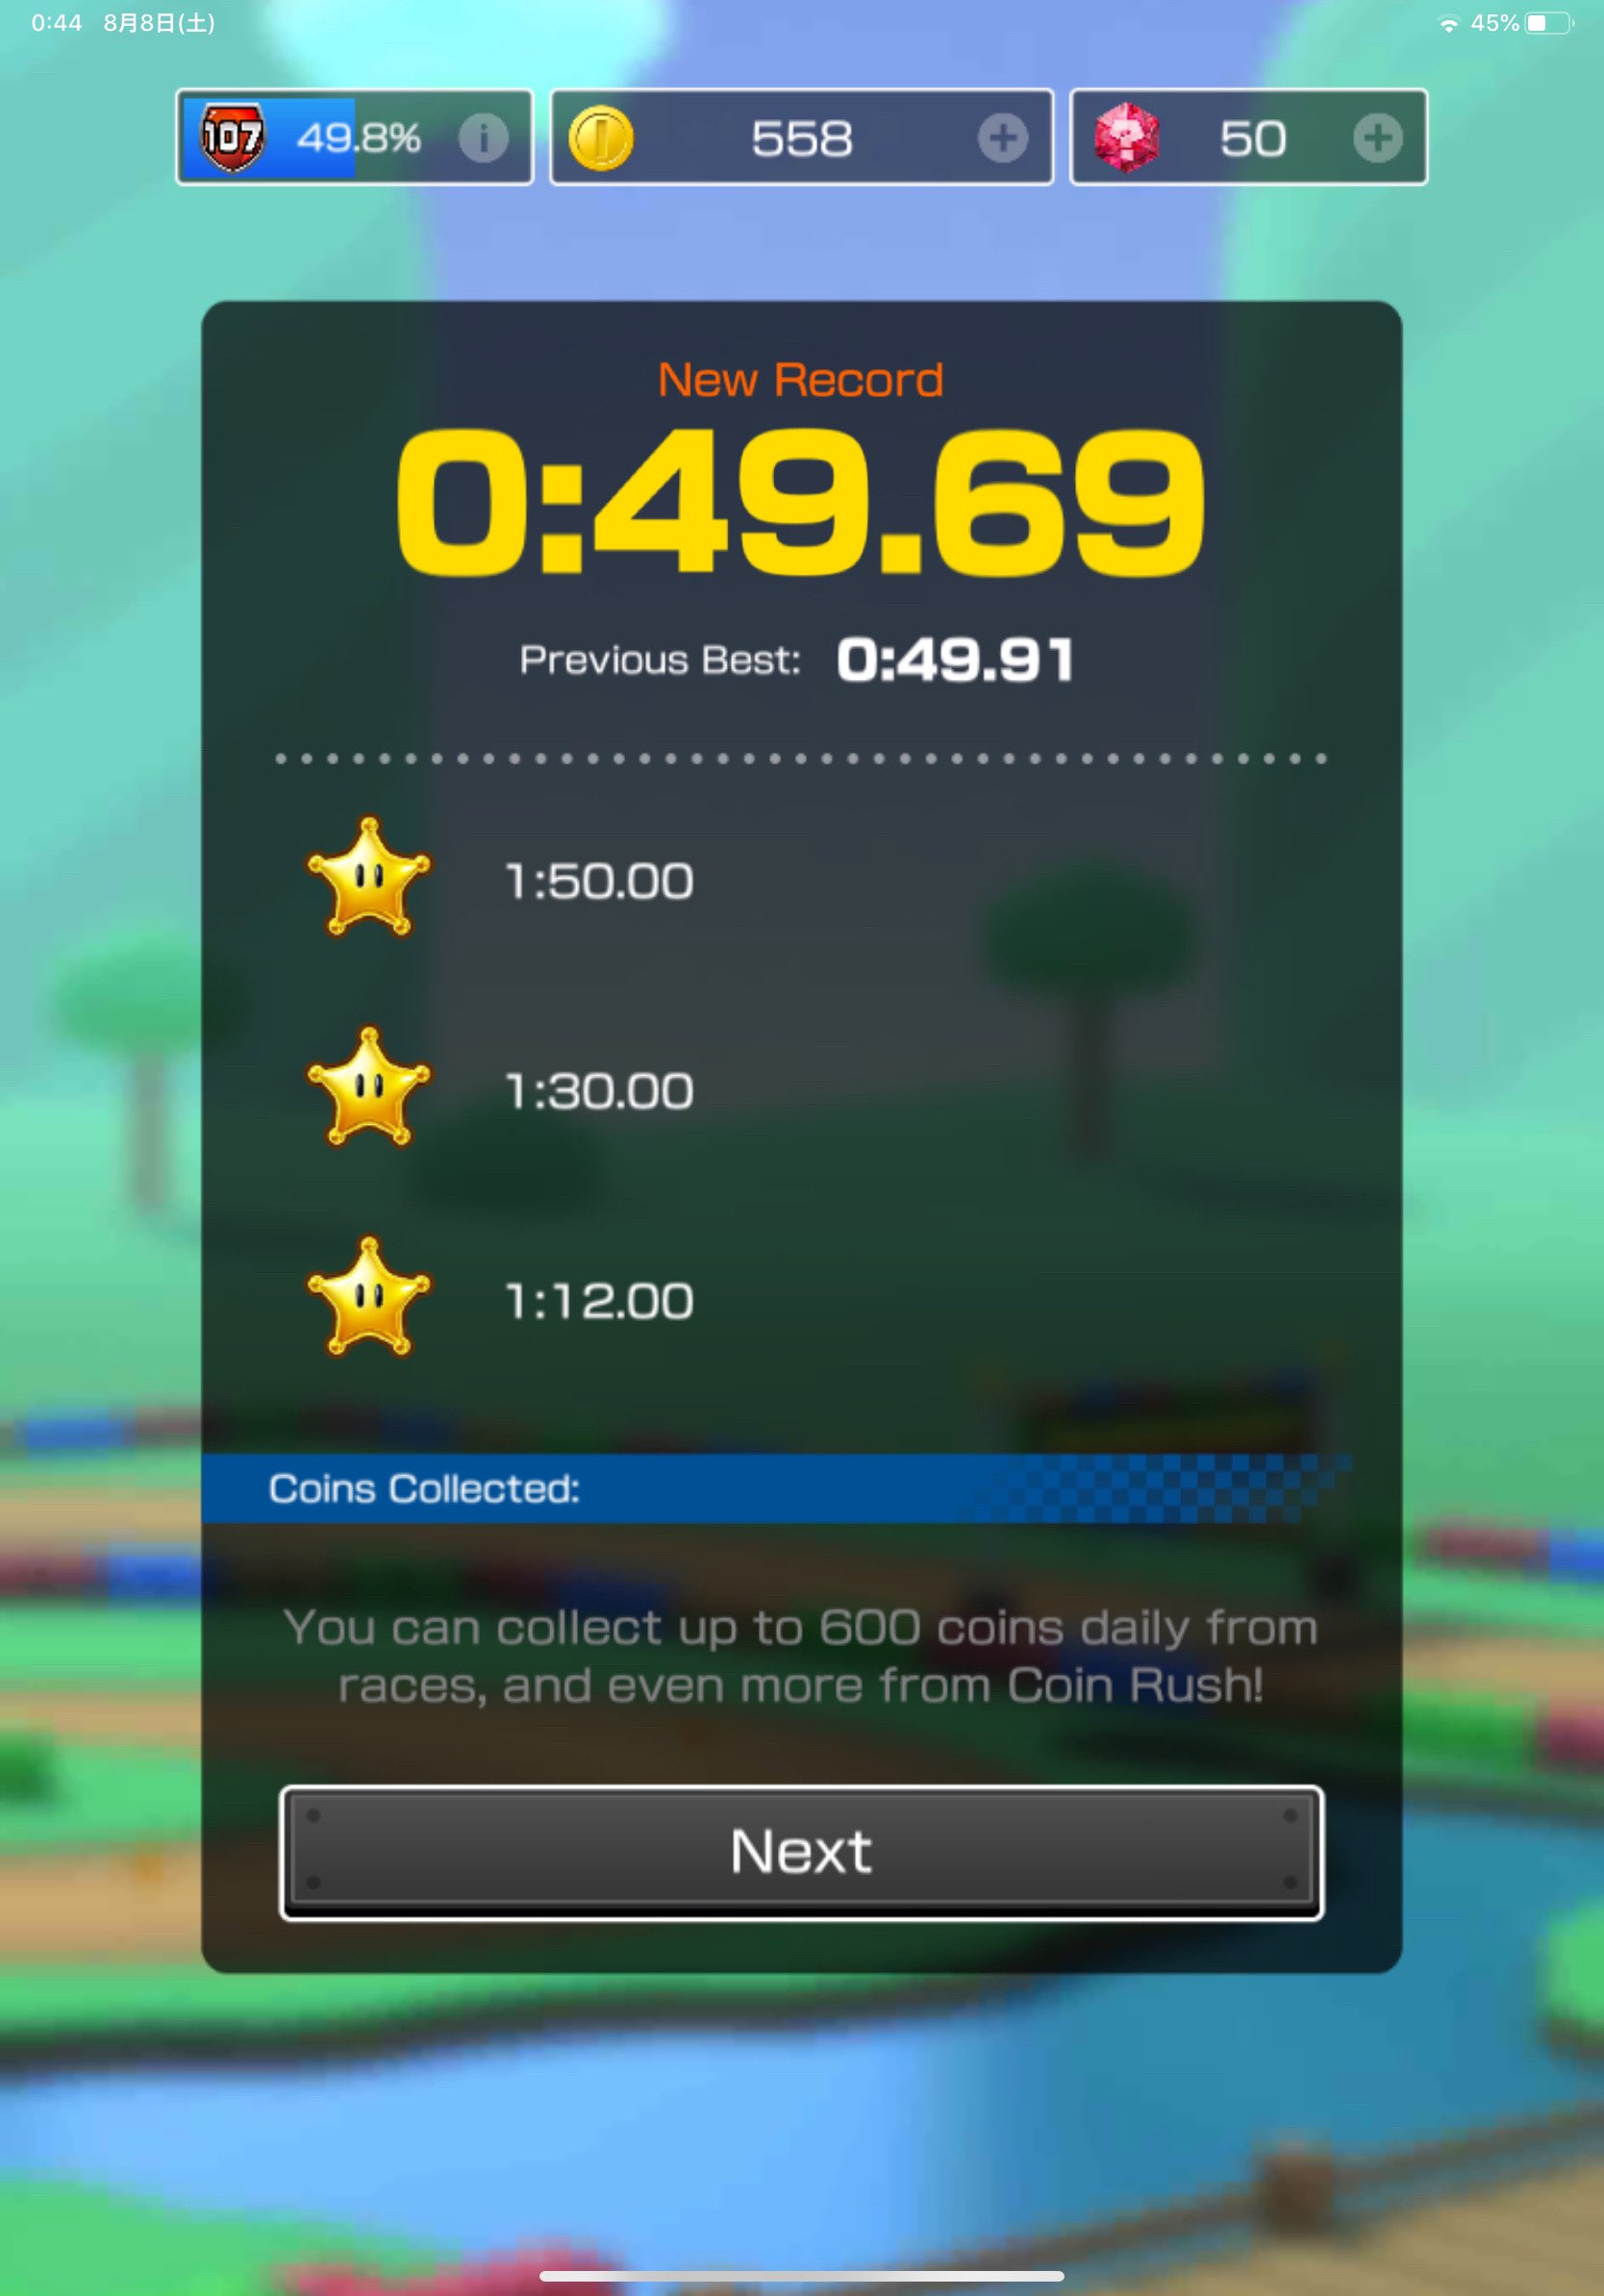 0:44 8月8日(土)
45%
107 49.8% i
558 +
50 +
New Record
0:49.69
Previous Best: 0:49.91
1:50.00
1:30.00
1:12.00
Coins Collected:
You can collect up to 600 coins daily from
races, and even more from Coin Rush!
Next